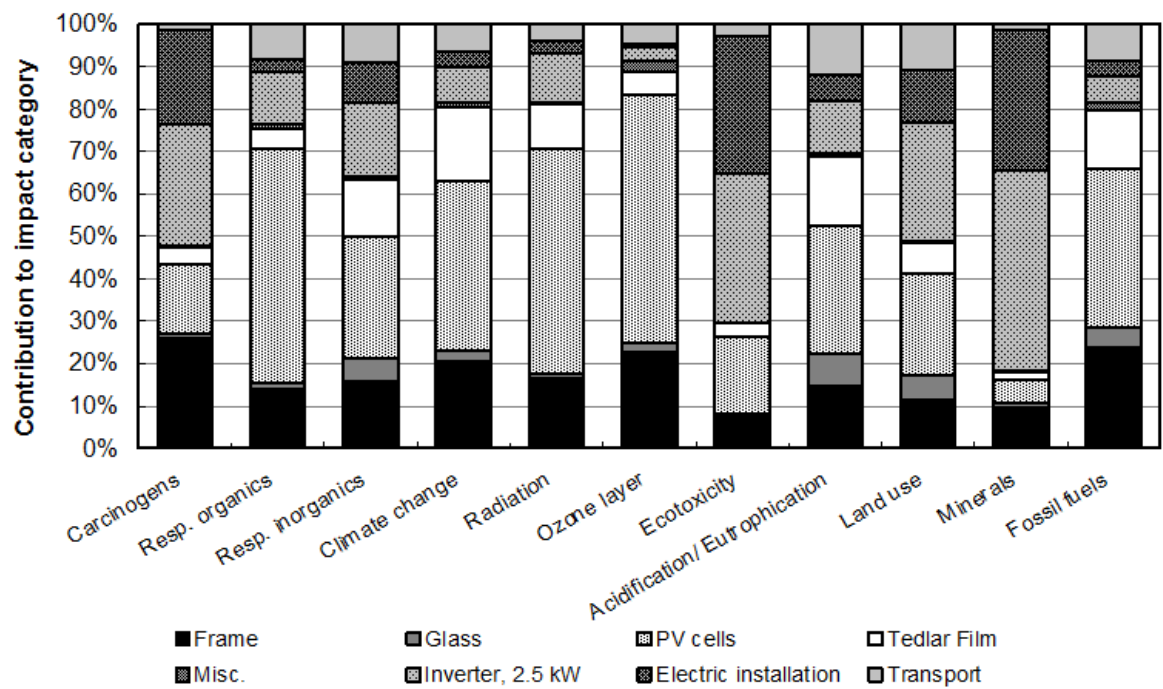 100%
90%
80%
70%
60%
50%
40%
30%
20%
10%
0%
Contribution to impact category
Carcinogens
Resp. organics
Resp. inorganics
Climate change
Radiation
Ozone layer
Ecotoxicity
Acidification/ Eutrophication
Land use
Minerals
Fossil fuels
Frame Glass PV cells Tedlar Film
Misc. Inverter, 2.5 kW Electric installation Transport